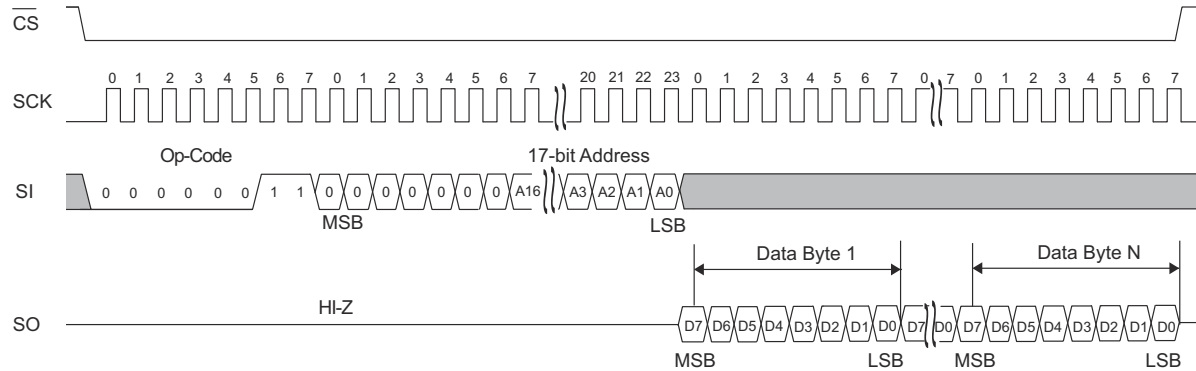 CS
0 1 2 3 4 5 6 7 0 1 2 3 4 5 6 7 20 21 22 23 0 1 2 3 4 5 6 7 0 7 0 1 2 3 4 5 6 7
SCK
Op-Code 17-bit Address
SI 0 0 0 0 0 0 1 1 0 0 0 0 0 0 0 A16 A3 A2 A1 A0
MSB LSB
Data Byte 1 Data Byte N
HI-Z
SO D7 D6 D5 D4 D3 D2 D1 D0 D7 D0 D7 D6 D5 D4 D3 D2 D1 D0
MSB LSB MSB LSB